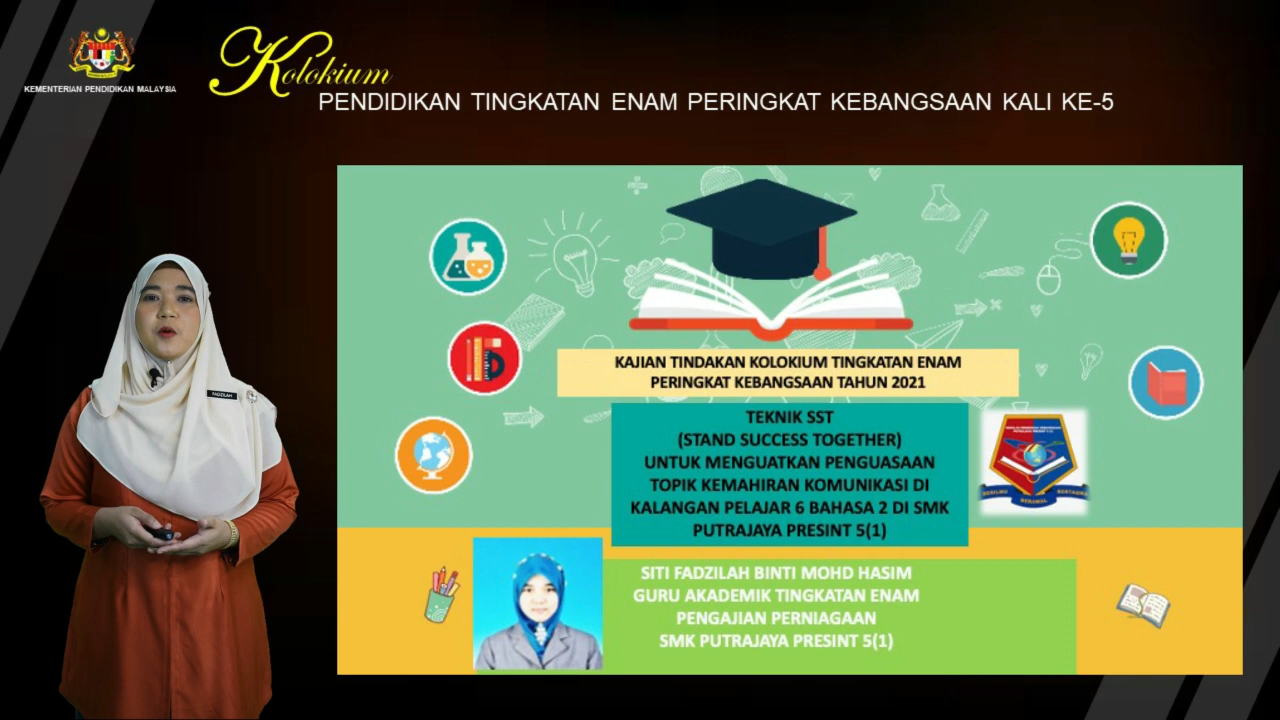 KEMENTERIAN PENDIDIKAN MALAYSIA
Kolokium
PENDIDIKAN TINGKATAN ENAM PERINGKAT KEBANGSAAN KALI KE-5
KAJIAN TINDAKAN KOLOKIUM TINGKATAN ENAM
PERINGKAT KEBANGSAAN TAHUN 2021
TEKNIK SST
(STAND SUCCESS TOGETHER)
UNTUK MENGUATKAN PENGUASAAN
TOPIK KEMAHIRAN KOMUNIKASI DI
KALANGAN PELAJAR 6 BAHASA 2 DI SMK
PUTRAJAYA PRESINT 5(1)
BERILMU
BERAMAL
BERTAQWA
SITI FADZILAH BINTI MOHD HASIM
GURU AKADEMIK TINGKATAN ENAM
PENGAJIAN PERNIAGAAN
SMK PUTRAJAYA PRESINT 5(1)
FADZILAH